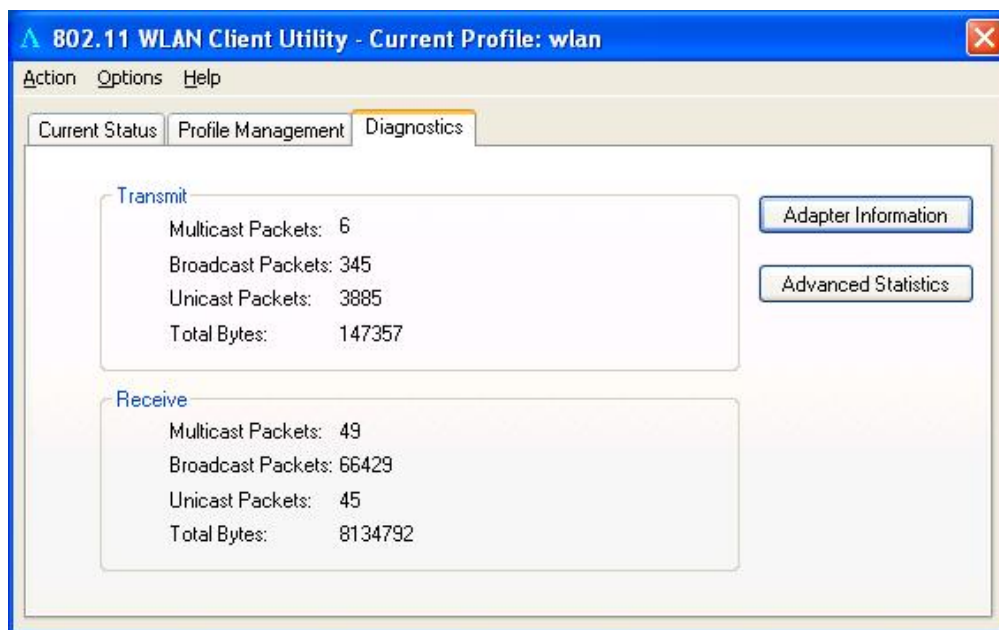 802.11 WLAN Client Utility - Current Profile: wlan
Action Options Help
Current Status Profile Management Diagnostics
Transmit
Multicast Packets: 6
Broadcast Packets: 345
Unicast Packets: 3885
Total Bytes: 147357
Adapter Information
Advanced Statistics
Receive
Multicast Packets: 49
Broadcast Packets: 66429
Unicast Packets: 45
Total Bytes: 8134792